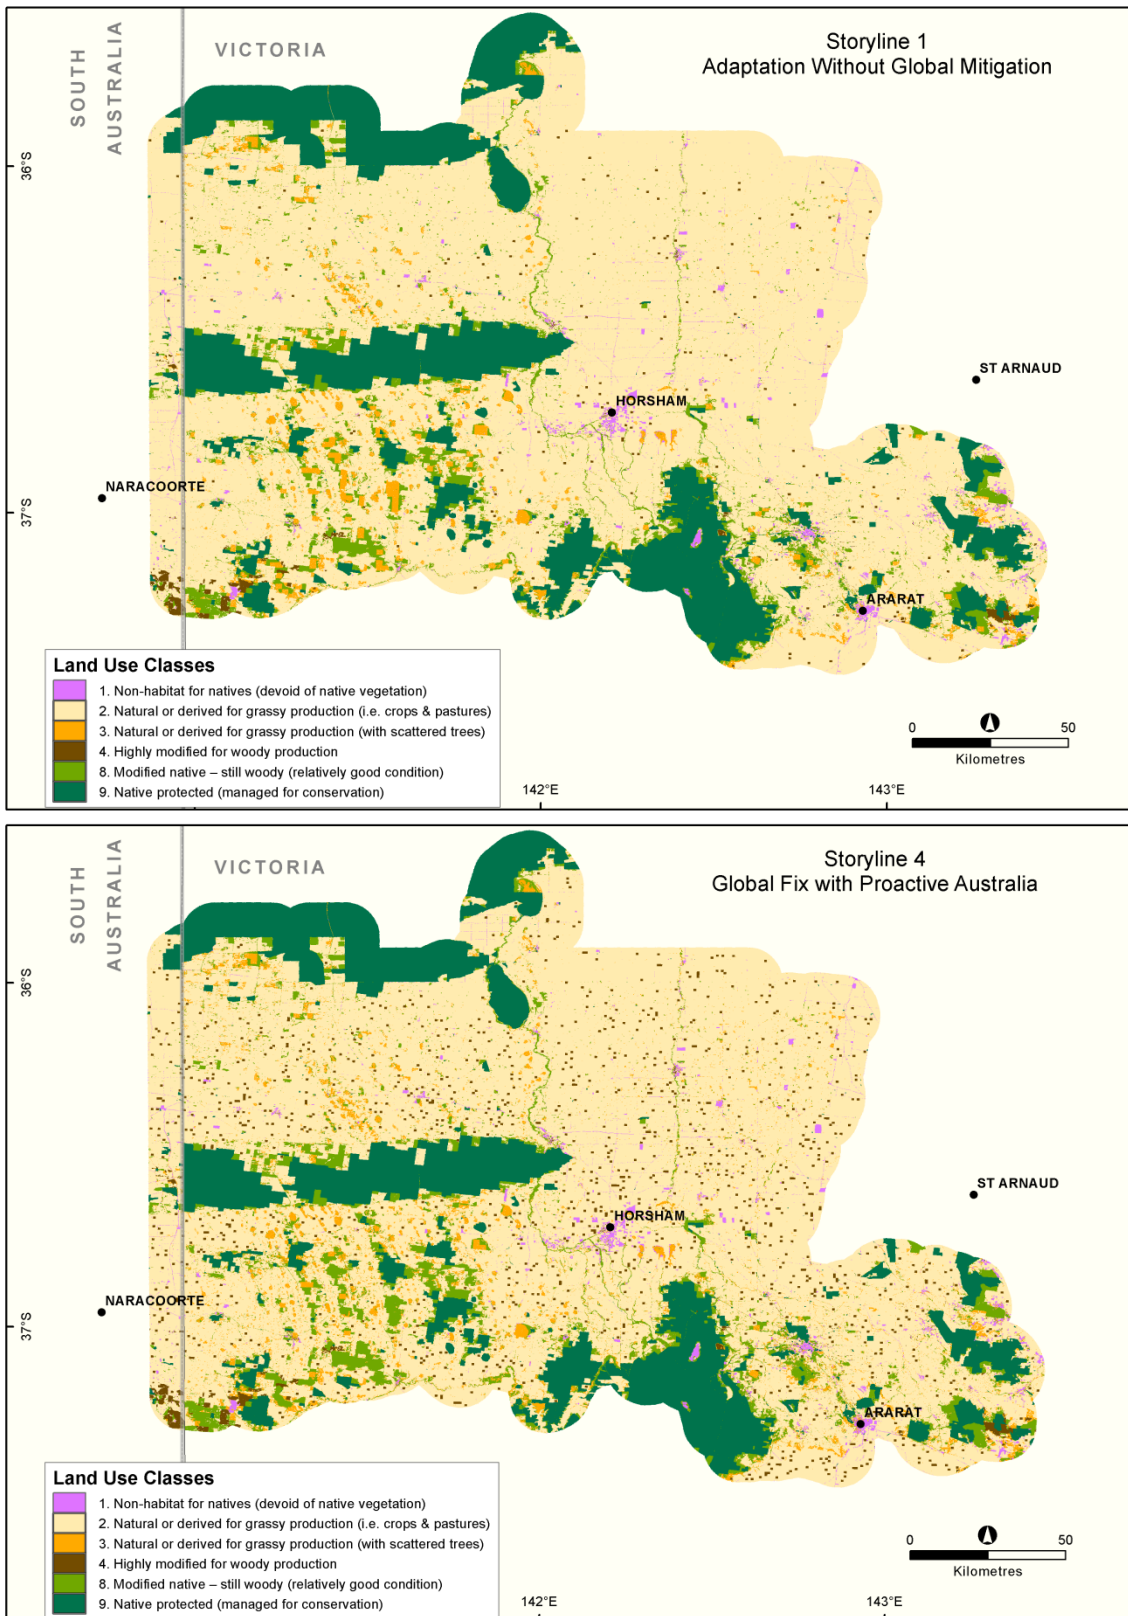 SOUTH
AUSTRALIA
VICTORIA
Storyline 1
Adaptation Without Global Mitigation
36°S
ST ARNAUD
HORSHAM
NARACOORTE
37°S
ARARAT
Land Use Classes
1. Non-habitat for natives (devoid of native vegetation)
2. Natural or derived for grassy production (i.e. crops & pastures)
3. Natural or derived for grassy production (with scattered trees)
4. Highly modified for woody production
8. Modified native – still woody (relatively good condition)
9. Native protected (managed for conservation)
0 50
Kilometres
142°E 143°E
SOUTH
AUSTRALIA
VICTORIA
Storyline 4
Global Fix with Proactive Australia
36°S
ST ARNAUD
HORSHAM
NARACOORTE
37°S
ARARAT
Land Use Classes
1. Non-habitat for natives (devoid of native vegetation)
2. Natural or derived for grassy production (i.e. crops & pastures)
3. Natural or derived for grassy production (with scattered trees)
4. Highly modified for woody production
8. Modified native – still woody (relatively good condition)
9. Native protected (managed for conservation)
0 50
Kilometres
142°E 143°E